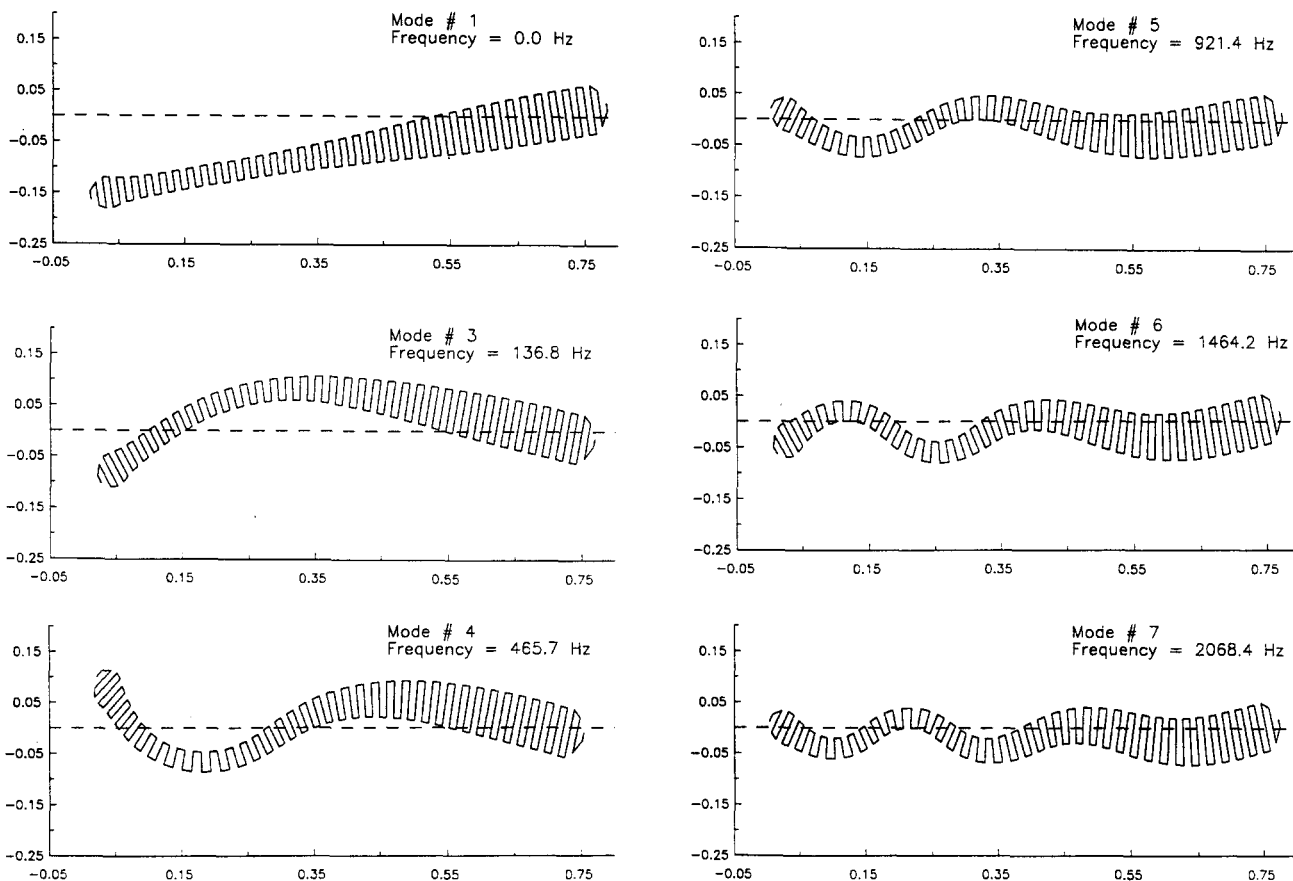 Mode # 1
Frequency = 0.0 Hz
0.15
0.05
−0.05
−0.15
−0.25
−0.05 0.15 0.35 0.55 0.75
Mode # 3
Frequency = 136.8 Hz
0.15
0.05
−0.05
−0.15
−0.25
−0.05 0.15 0.35 0.55 0.75
Mode # 4
Frequency = 465.7 Hz
0.15
0.05
−0.05
−0.15
−0.25
−0.05 0.15 0.35 0.55 0.75
Mode # 5
Frequency = 921.4 Hz
0.15
0.05
−0.05
−0.15
−0.25
−0.05 0.15 0.35 0.55 0.75
Mode # 6
Frequency = 1464.2 Hz
0.15
0.05
−0.05
−0.15
−0.25
−0.05 0.15 0.35 0.55 0.75
Mode # 7
Frequency = 2068.4 Hz
0.15
0.05
−0.05
−0.15
−0.25
−0.05 0.15 0.35 0.55 0.75